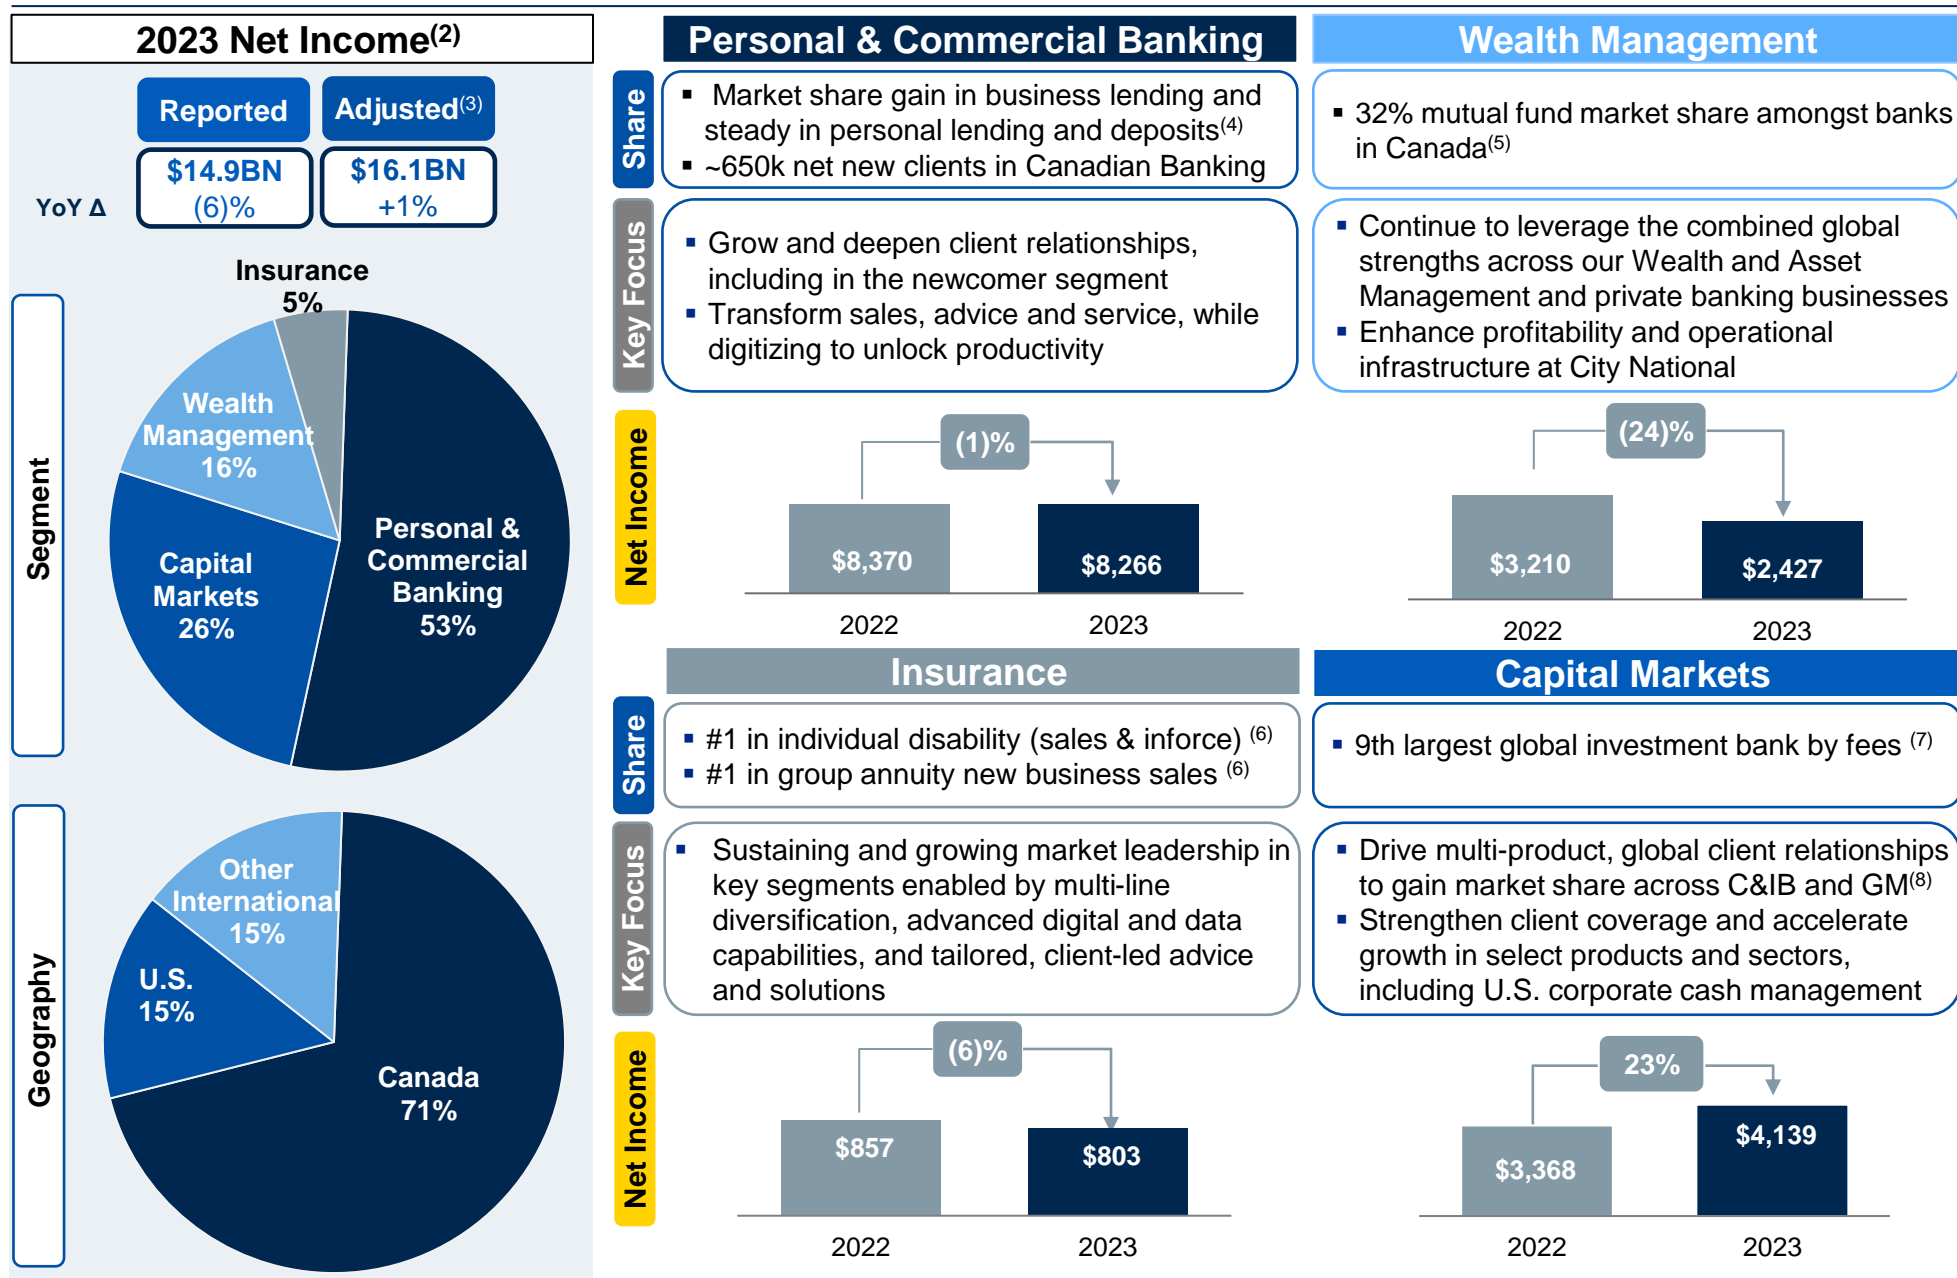 2023 Net Income(2)
Reported
Adjusted(3)
$14.9BN
(6)%
$16.1BN
+1%
YoY Δ
Segment
Insurance
5%
Wealth
Management
16%
Capital
Markets
26%
Personal &
Commercial
Banking
53%
Geography
Other
International
15%
U.S.
15%
Canada
71%
Personal & Commercial Banking
Share
▪ Market share gain in business lending and
steady in personal lending and deposits(4)
▪ ~650k net new clients in Canadian Banking
Key Focus
▪ Grow and deepen client relationships,
including in the newcomer segment
▪ Transform sales, advice and service, while
digitizing to unlock productivity
Net Income
(1)%
$8,370
$8,266
2022
2023
Wealth Management
▪ 32% mutual fund market share amongst banks
in Canada(5)
▪ Continue to leverage the combined global
strengths across our Wealth and Asset
Management and private banking businesses
▪ Enhance profitability and operational
infrastructure at City National
(24)%
$3,210
$2,427
2022
2023
Insurance
Share
▪ #1 in individual disability (sales & inforce) (6)
▪ #1 in group annuity new business sales (6)
Key Focus
▪ Sustaining and growing market leadership in
key segments enabled by multi-line
diversification, advanced digital and data
capabilities, and tailored, client-led advice
and solutions
Net Income
(6)%
$857
$803
2022
2023
Capital Markets
▪ 9th largest global investment bank by fees (7)
▪ Drive multi-product, global client relationships
to gain market share across C&IB and GM(8)
▪ Strengthen client coverage and accelerate
growth in select products and sectors,
including U.S. corporate cash management
23%
$3,368
$4,139
2022
2023